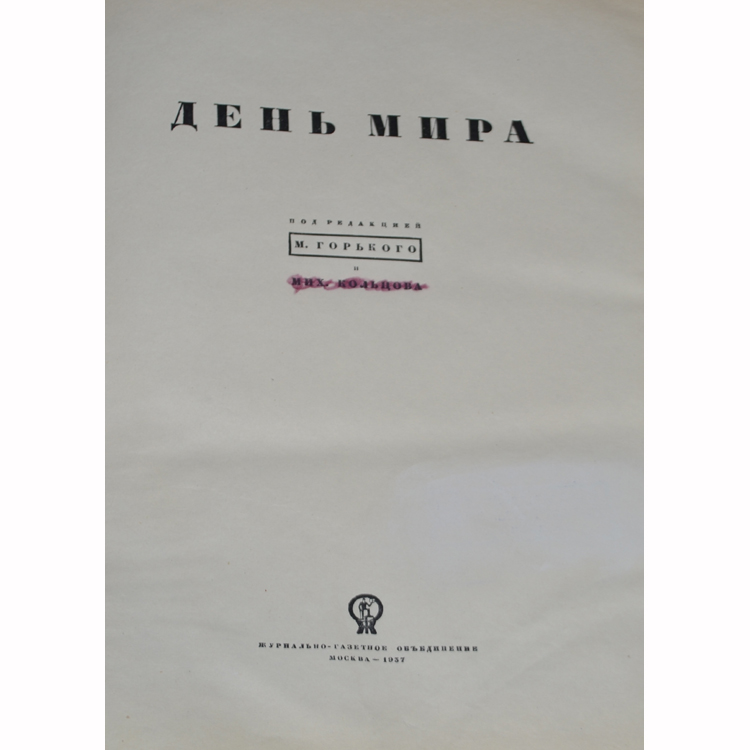 ДЕНЬ МИРА
ПОД РЕДАКЦИЕЙ
М. ГОРЬКОГО
И
МИХ. КОЛЬЦОВА
ЖУРНАЛЬНО-ГАЗЕТНОЕ ОБЪЕДИНЕНИЕ
МОСКВА — 1937